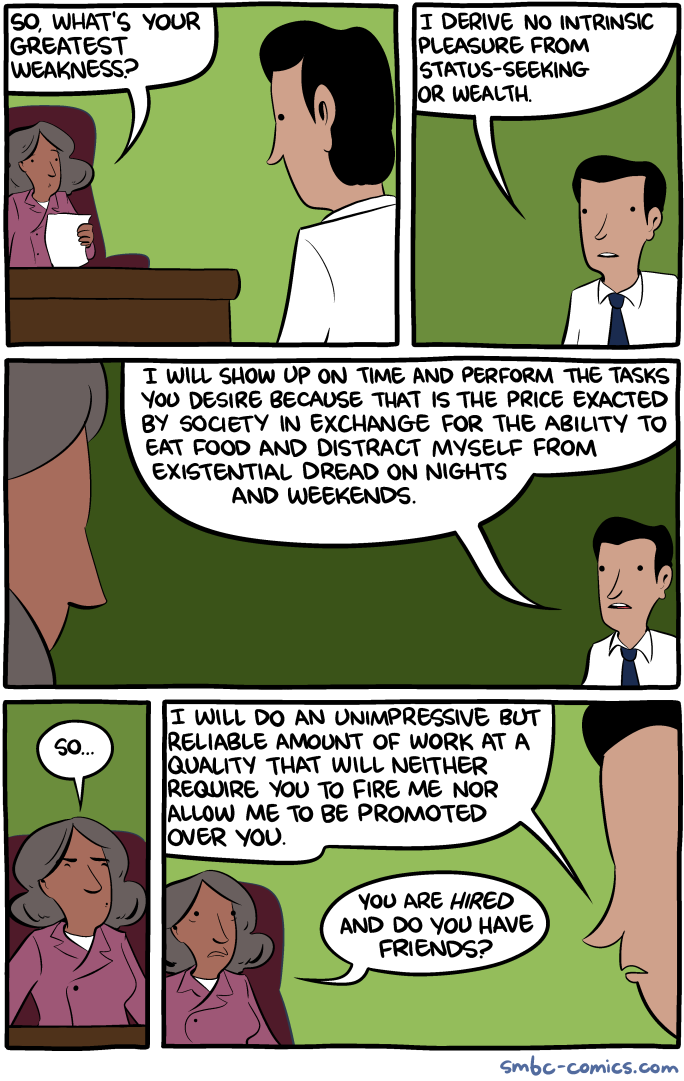 SO, WHAT'S YOUR
GREATEST
WEAKNESS?
I DERIVE NO INTRINSIC
PLEASURE FROM
STATUS-SEEKING
OR WEALTH.
I WILL SHOW UP ON TIME AND PERFORM THE TASKS
YOU DESIRE BECAUSE THAT IS THE PRICE EXACTED
BY SOCIETY IN EXCHANGE FOR THE ABILITY TO
EAT FOOD AND DISTRACT MYSELF FROM
EXISTENTIAL DREAD ON NIGHTS
AND WEEKENDS.
SO...
I WILL DO AN UNIMPRESSIVE BUT
RELIABLE AMOUNT OF WORK AT A
QUALITY THAT WILL NEITHER
REQUIRE YOU TO FIRE ME NOR
ALLOW ME TO BE PROMOTED
OVER YOU.
YOU ARE HIRED
AND DO YOU HAVE
FRIENDS?
smbc-comics.com